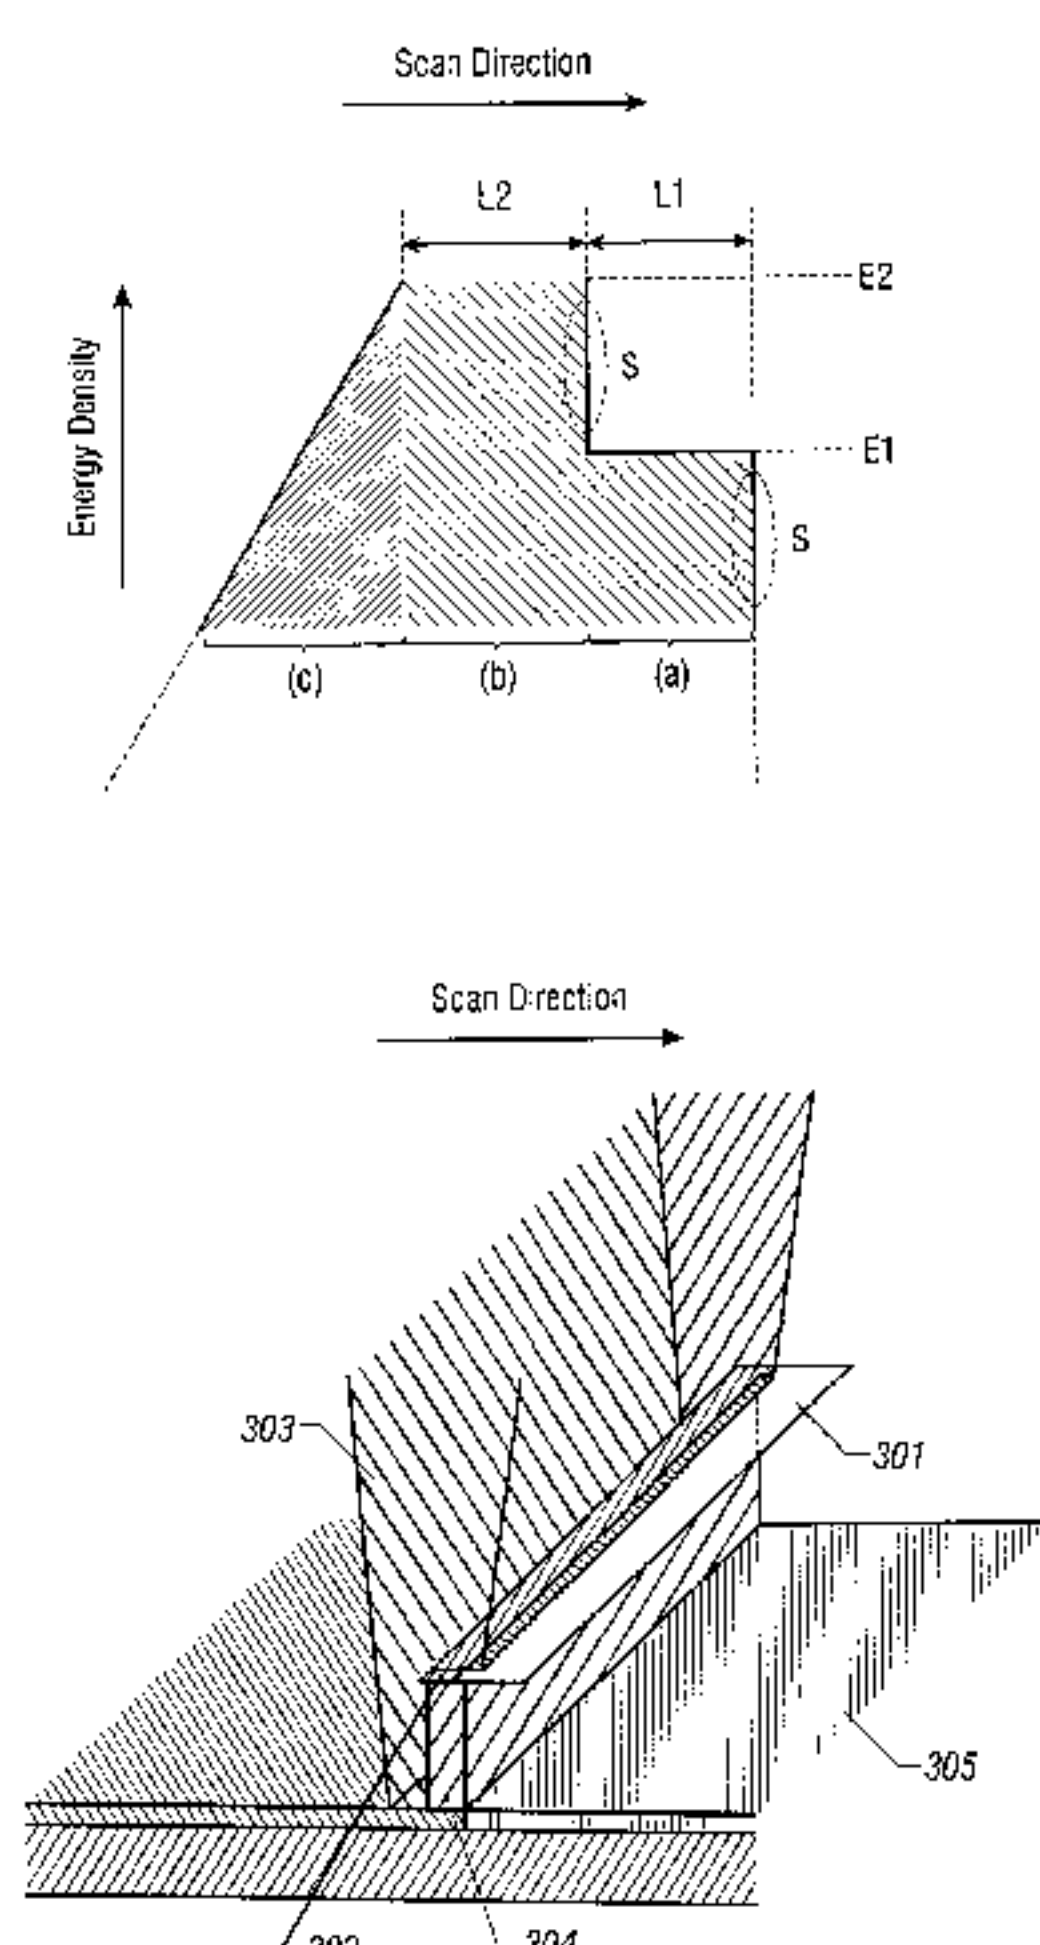 Scan Direction
L2
L1
E2
S
E1
Energy Density
S
(c)
(b)
(a)
Scan Direction
303
301
305
304